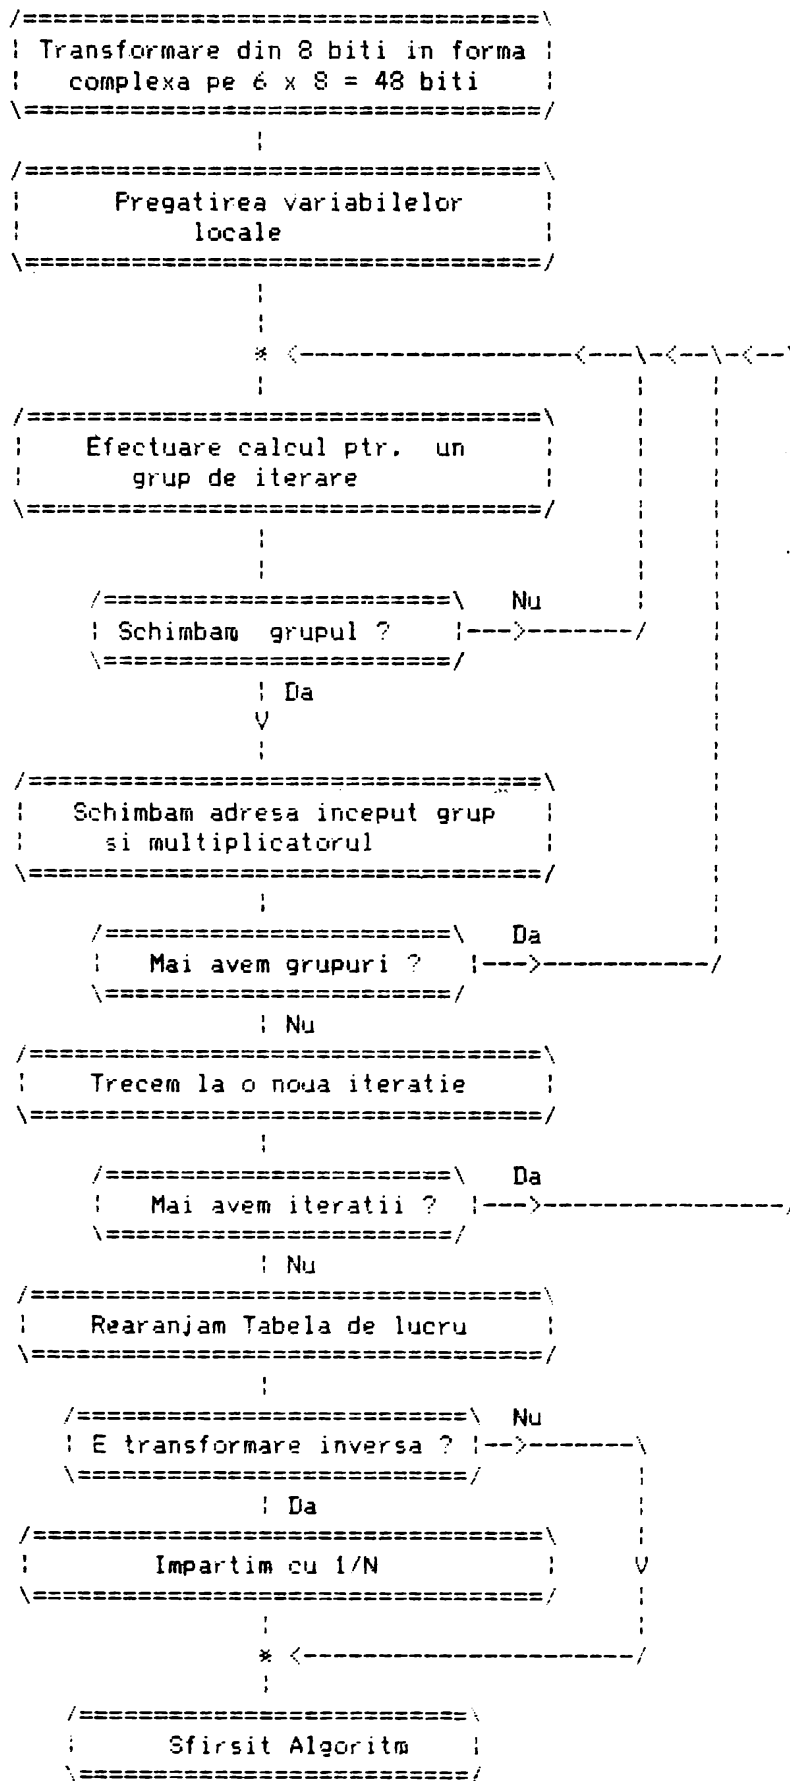 Transformare din 8 biti in forma
complexa pe 6 x 8 = 48 biti
Pregatirea variabilelor
locale
Efectuare calcul ptr. un
grup de iterare
Nu
Schimbam grupul ?
Da
Schimbam adresa inceput grup
si multiplicatorul
Da
Mai avem grupuri ?
Nu
Trecem la o noua iteratie
Da
Mai avem iteratii ?
Nu
Rearanjam Tabela de lucru
Nu
E transformare inversa ?
Da
Impartim cu 1/N
Sfirsit Algoritm